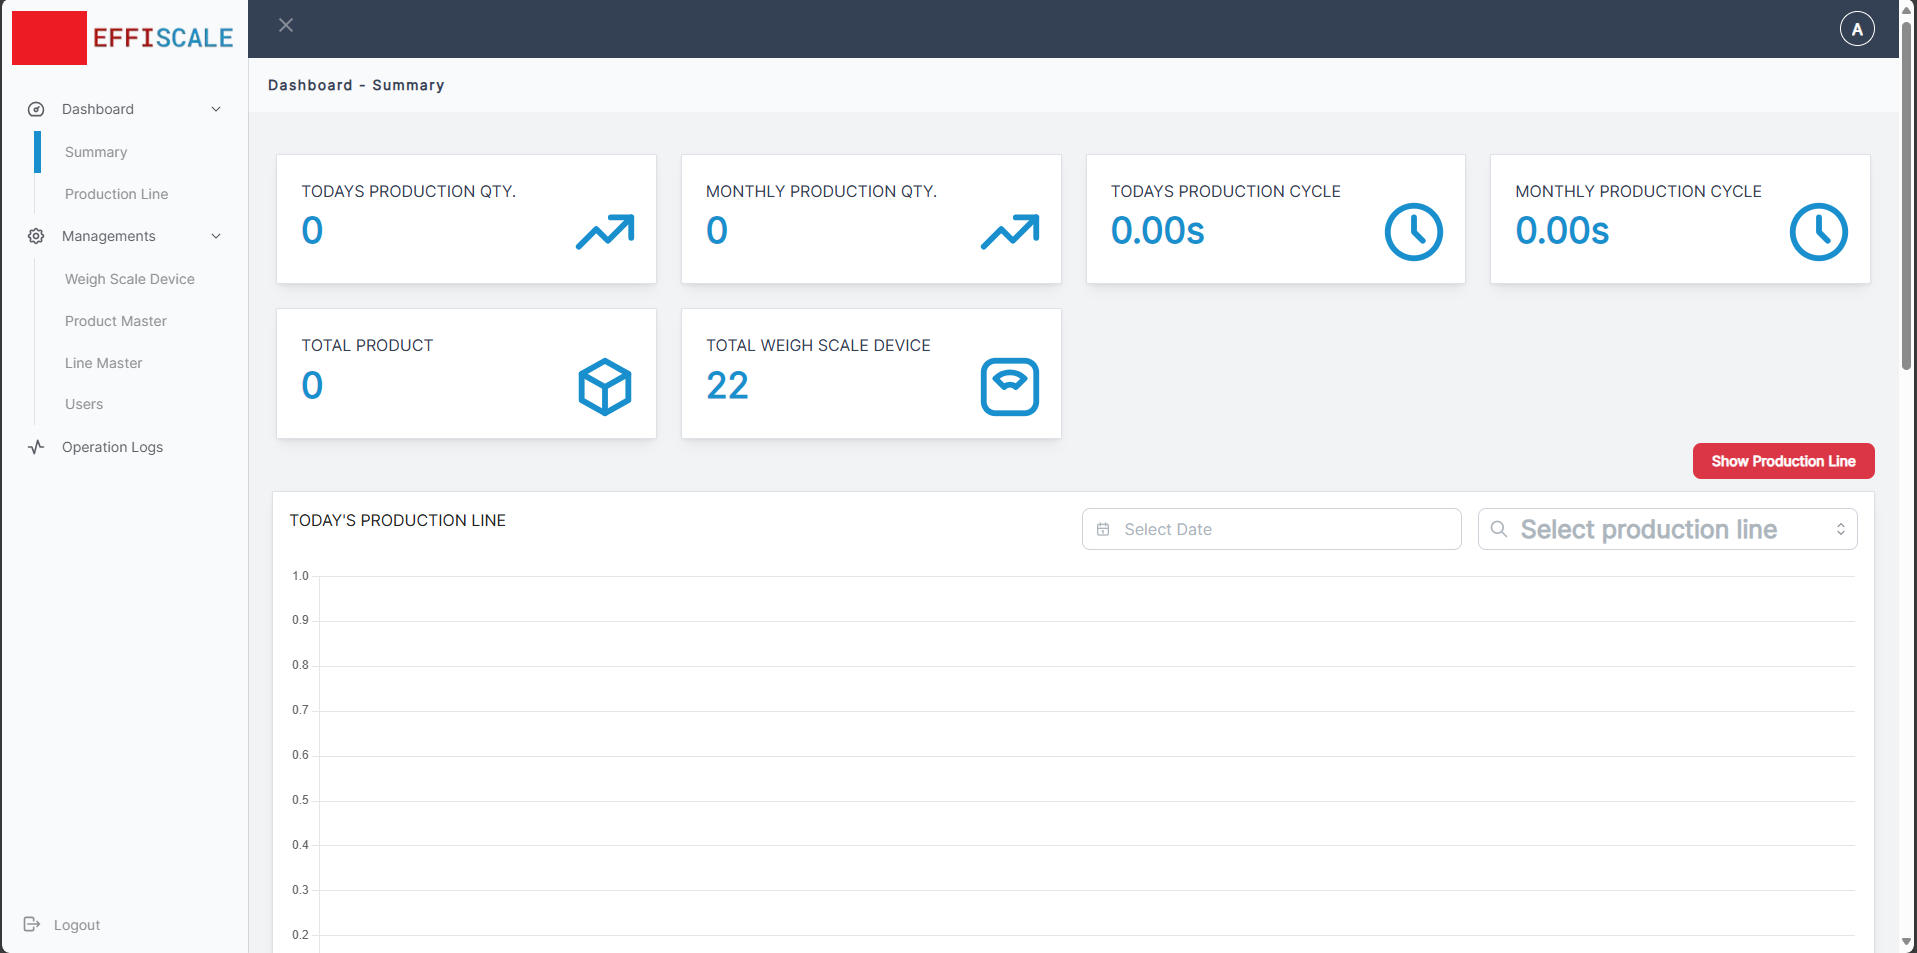 EFFISCALE
A
Dashboard - Summary
Dashboard
Summary
Production Line
Managements
Weigh Scale Device
Product Master
Line Master
Users
Operation Logs
Logout
TODAYS PRODUCTION QTY.
0
MONTHLY PRODUCTION QTY.
0
TODAYS PRODUCTION CYCLE
0.00s
MONTHLY PRODUCTION CYCLE
0.00s
TOTAL PRODUCT
0
TOTAL WEIGH SCALE DEVICE
22
Show Production Line
TODAY'S PRODUCTION LINE
Select Date
Select production line
1.0
0.9
0.8
0.7
0.6
0.5
0.4
0.3
0.2